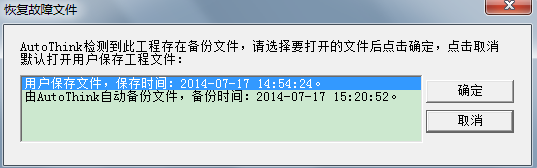 恢复故障文件
AutoThink检测到此工程存在备份文件，请选择要打开的文件后点击确定，点击取消
默认打开用户保存工程文件：
用户保存文件，保存时间：2014-07-17 14:54:24。
由AutoThink自动备份文件，备份时间：2014-07-17 15:20:52。
确定
取消